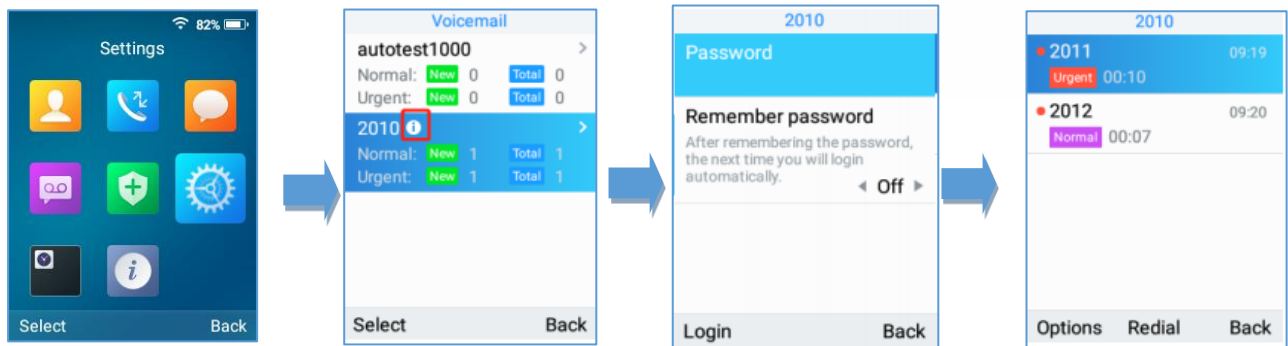 82%
Settings
Select Back
Voicemail
autotest1000
Normal: New 0 Total 0
Urgent: New 0 Total 0
2010
Normal: New 1 Total 1
Urgent: New 1 Total 1
Select Back
2010
Password
Remember password
After remembering the password,
the next time you will login
automatically.
Off
Login Back
2010
2011 09:19
Urgent 00:10
2012 09:20
Normal 00:07
Options Redial Back